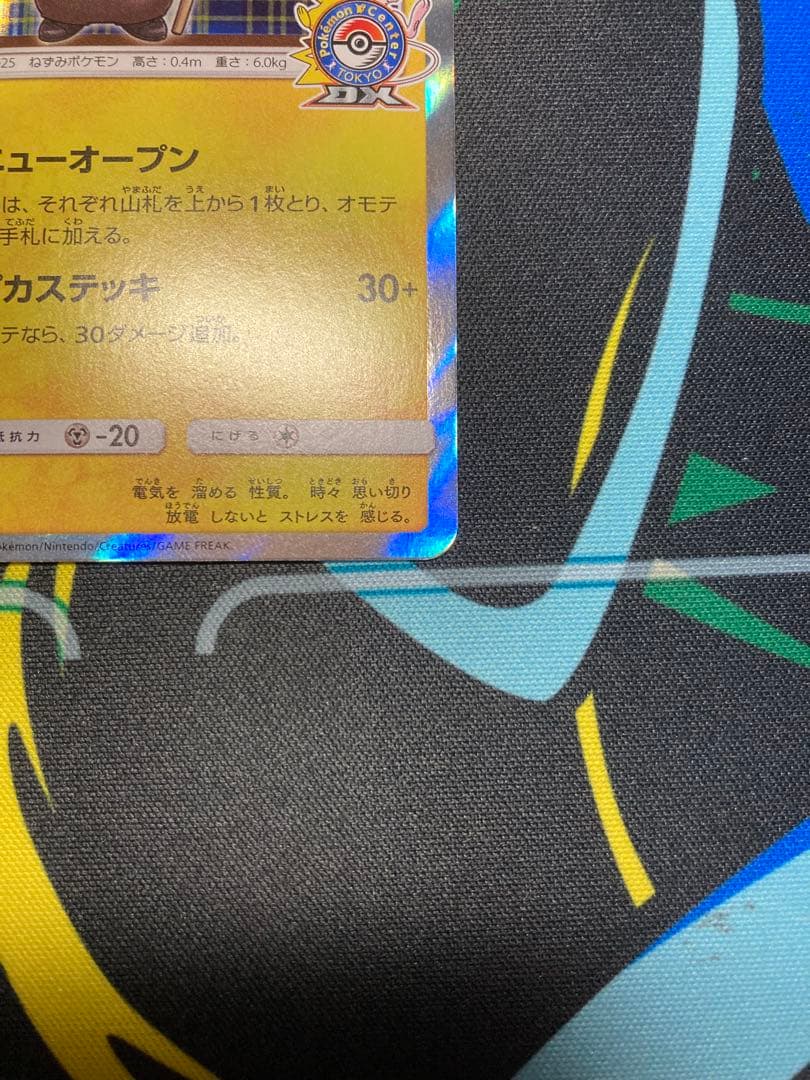 Pokémon Center
TOKYO
DX
25 ねずみポケモン 高さ：0.4m 重さ：6.0kg
ニューオープン
は、それぞれ山札を上から1枚とり、オモテ
手札に加える。
カステッキ 30+
テなら、30ダメージ追加。
抗力 -20 にげる
電気を 溜める 性質。 時々 思い切り
放電 しないと ストレスを 感じる。
okémon/Nintendo/Creatures/GAME FREAK.